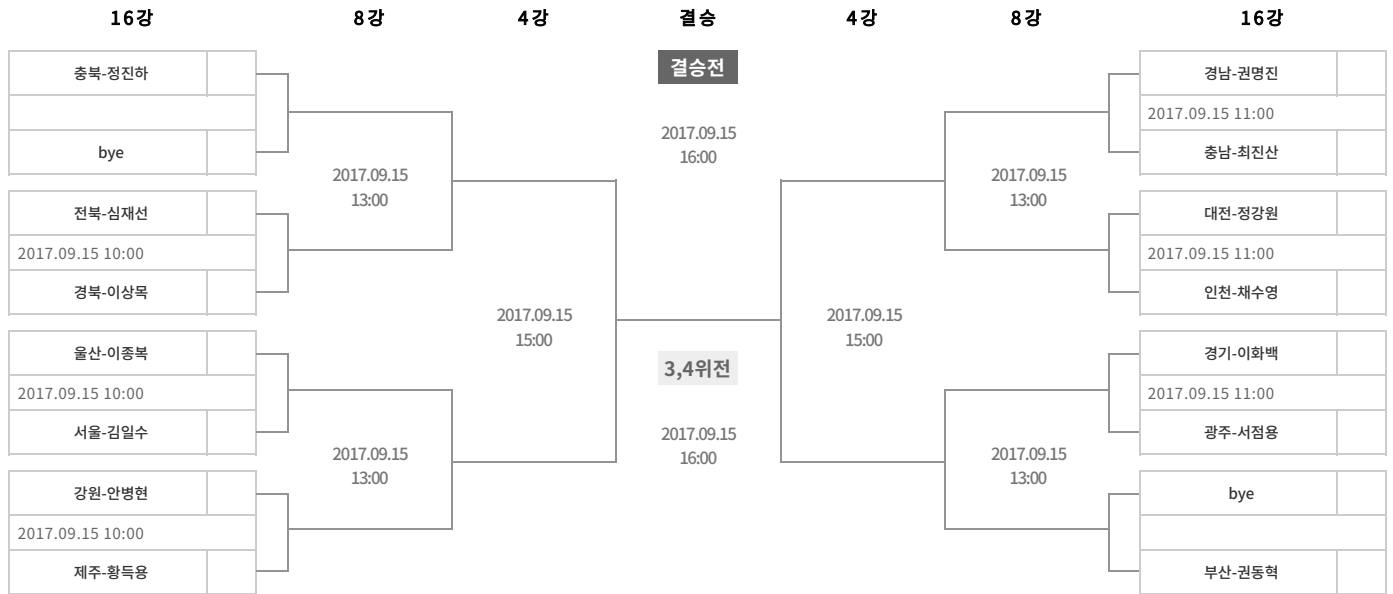 16강 8강 4강 결승 4강 8강 16강
충북-정진하
bye
전북-심재선
2017.09.15 10:00
경북-이상목
울산-이종복
2017.09.15 10:00
서울-김일수
강원-안병현
2017.09.15 10:00
제주-황득용
2017.09.15
13:00
2017.09.15
13:00
2017.09.15
15:00
결승전
2017.09.15
16:00
3,4위전
2017.09.15
16:00
2017.09.15
15:00
2017.09.15
13:00
2017.09.15
13:00
경남-권명진
2017.09.15 11:00
충남-최진산
대전-정강원
2017.09.15 11:00
인천-채수영
경기-이화백
2017.09.15 11:00
광주-서점용
bye
부산-권동혁